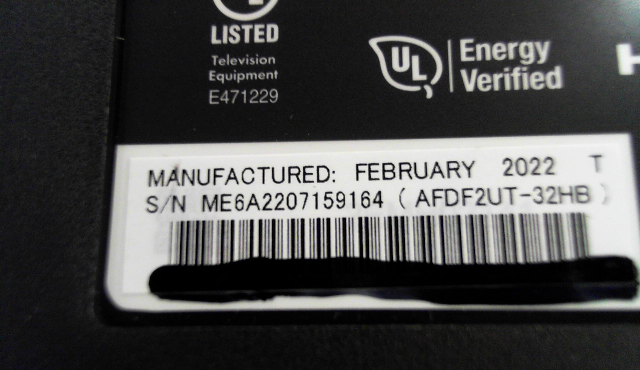 LISTED
Television
Equipment
E471229
UL
Energy
Verified
H
MANUFACTURED: FEBRUARY 2022 T
S/N ME6A2207159164 ( AFDF2UT-32HB )